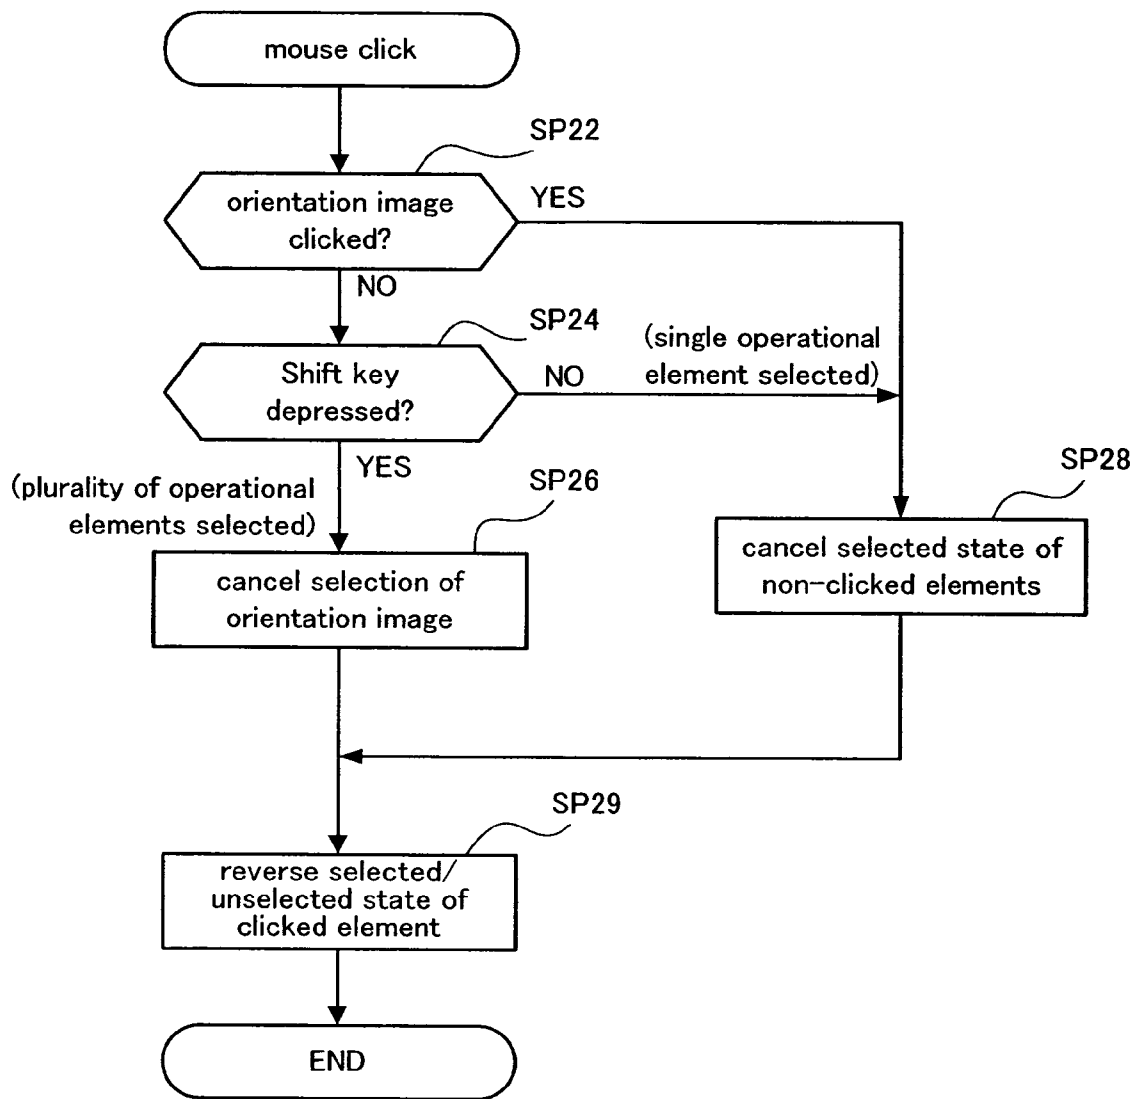 mouse click
SP22
orientation image
clicked?
YES
NO
SP24
Shift key
depressed?
NO
(single operational
element selected)
YES
(plurality of operational
elements selected)
SP26
cancel selection of
orientation image
SP28
cancel selected state of
non-clicked elements
SP29
reverse selected/
unselected state of
clicked element
END